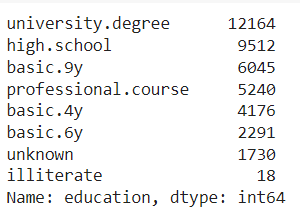 university.degree 12164
high.school 9512
basic.9y 6045
professional.course 5240
basic.4y 4176
basic.6y 2291
unknown 1730
illiterate 18
Name: education, dtype: int64